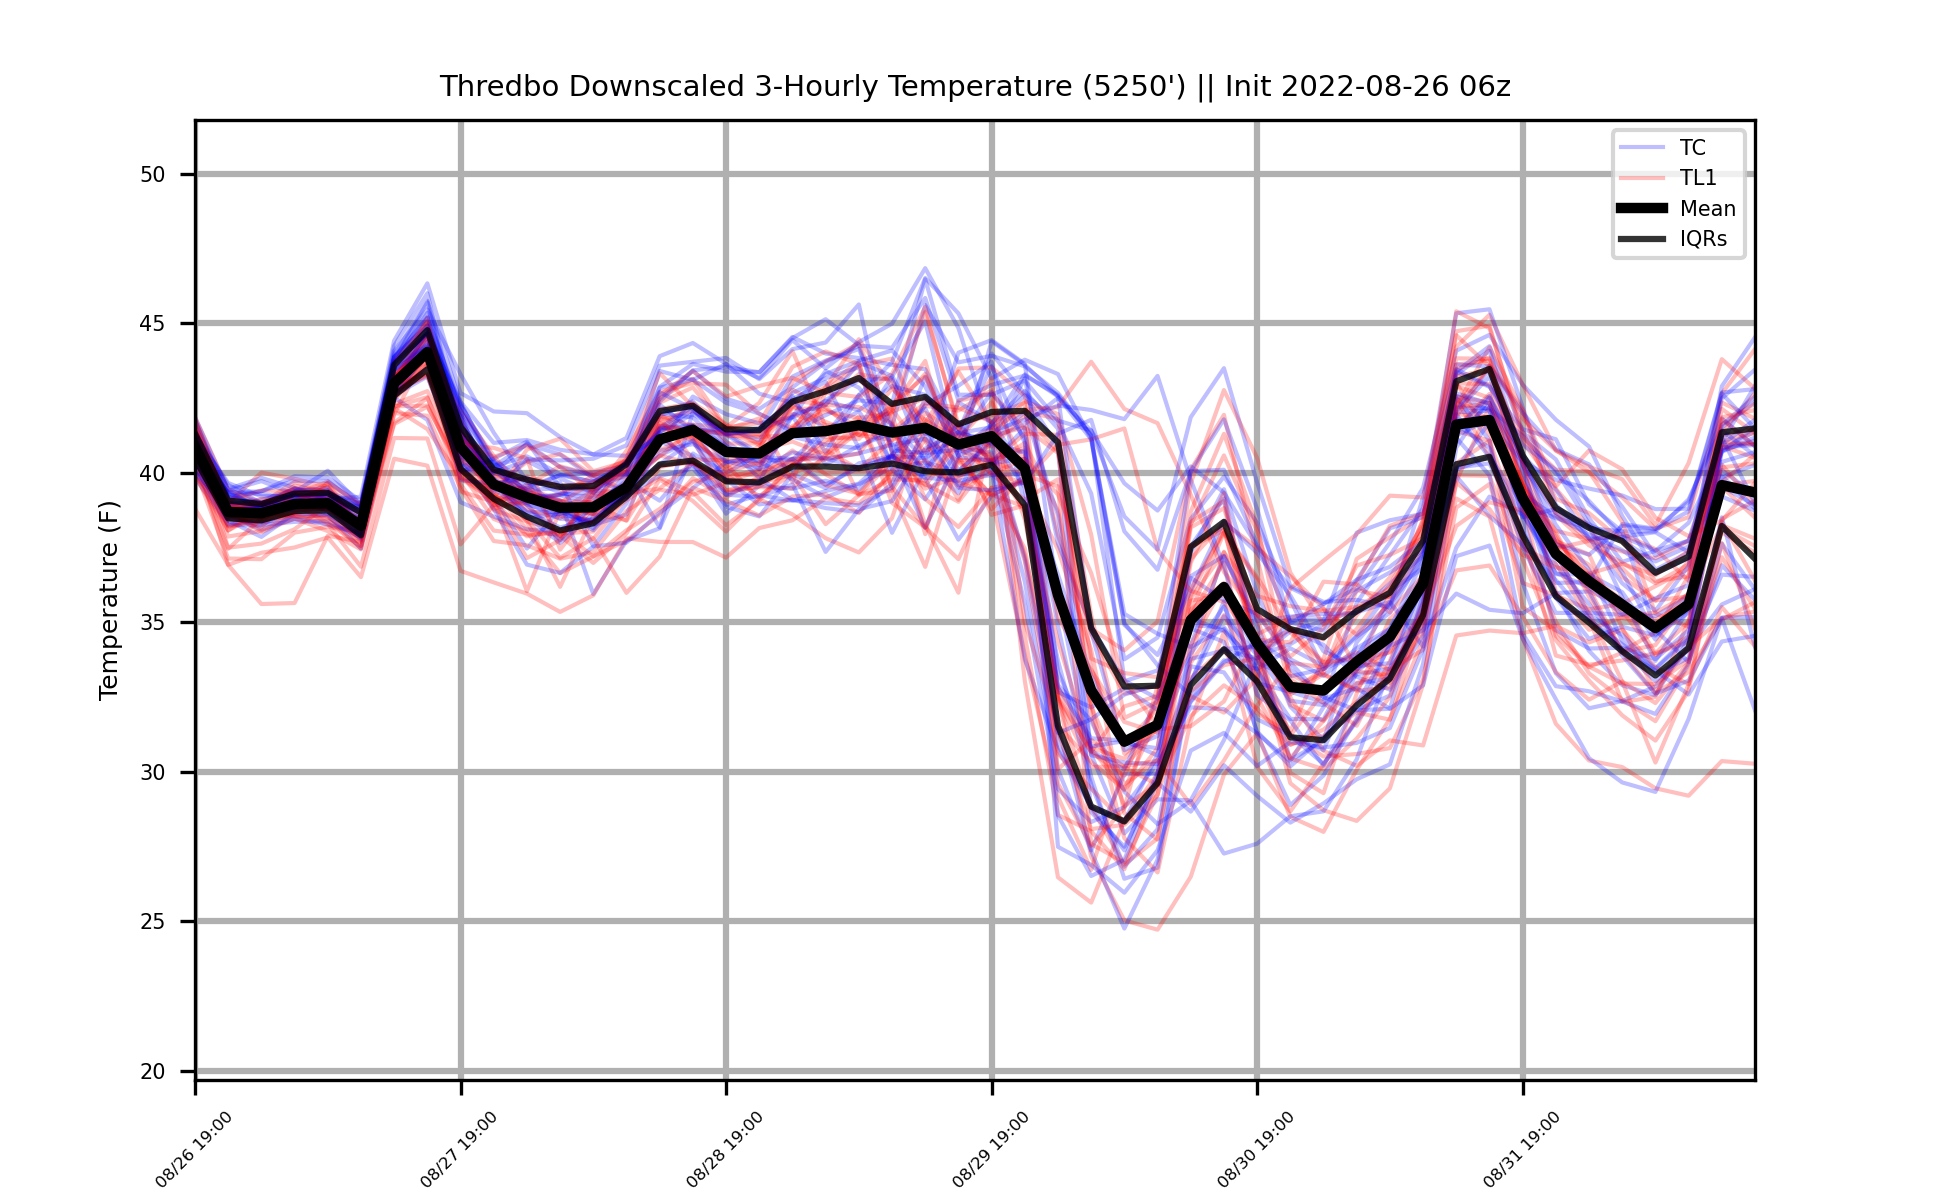 Thredbo Downscaled 3-Hourly Temperature (5250') || Init 2022-08-26 06z
TC
TL1
Mean
IQRs
Temperature (F)
50
45
40
35
30
25
20
08/26 19:00
08/27 19:00
08/28 19:00
08/29 19:00
08/30 19:00
08/31 19:00